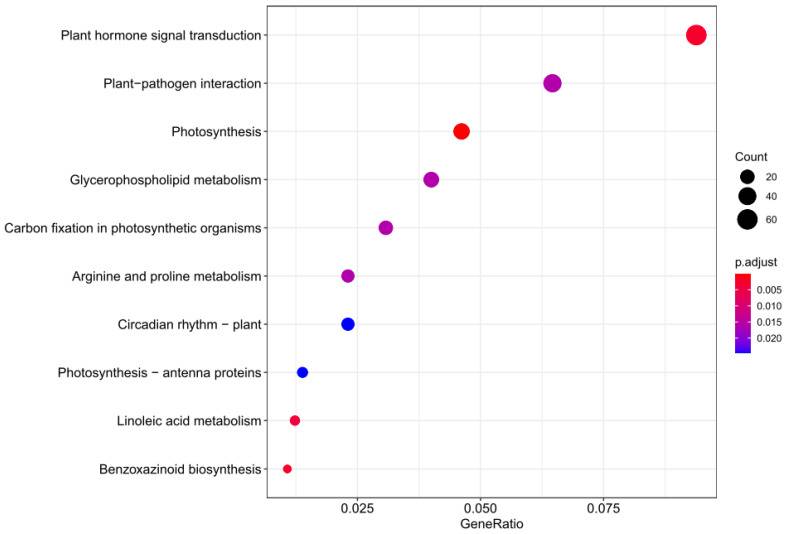 Plant hormone signal transduction
Plant−pathogen interaction
Photosynthesis
Glycerophospholipid metabolism
Carbon fixation in photosynthetic organisms
Arginine and proline metabolism
Circadian rhythm − plant
Photosynthesis − antenna proteins
Linoleic acid metabolism
Benzoxazinoid biosynthesis
0.025 0.050 0.075
GeneRatio
Count
20
40
60
p.adjust
0.005
0.010
0.015
0.020